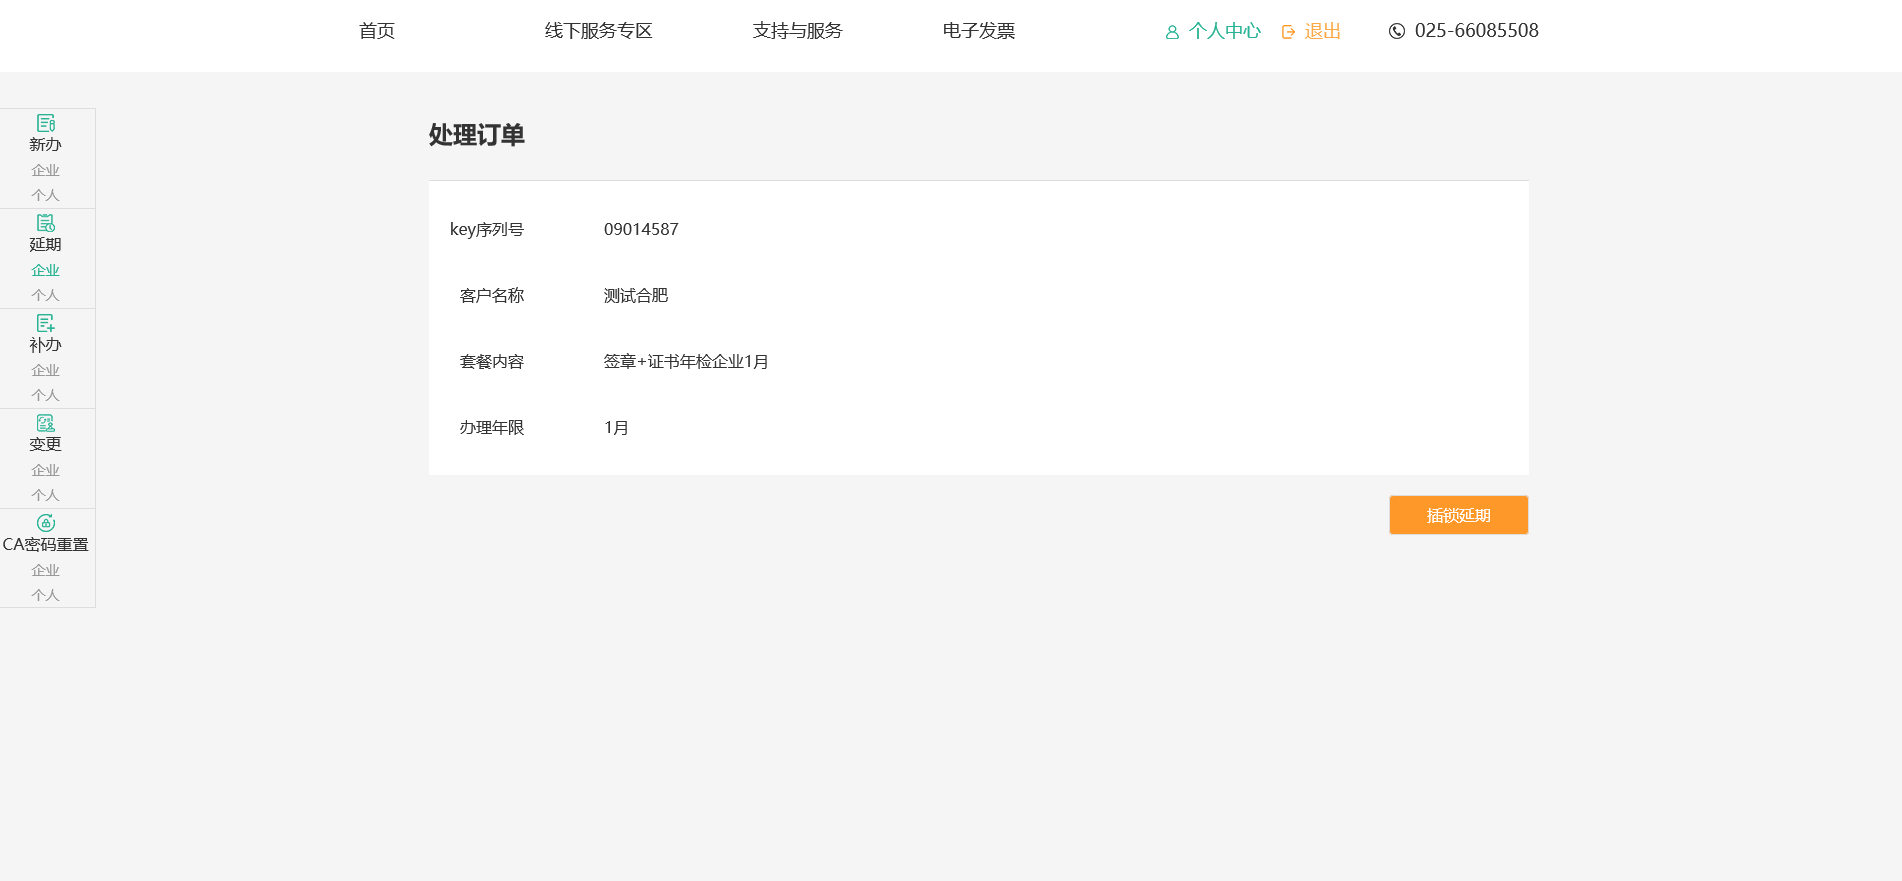 首页 线下服务专区 支持与服务 电子发票 个人中心 退出 025-66085508
新办
企业
个人
延期
企业
个人
补办
企业
个人
变更
企业
个人
CA密码重置
企业
个人
处理订单
key序列号 09014587
客户名称 测试合肥
套餐内容 签章+证书年检企业1月
办理年限 1月
插锁延期